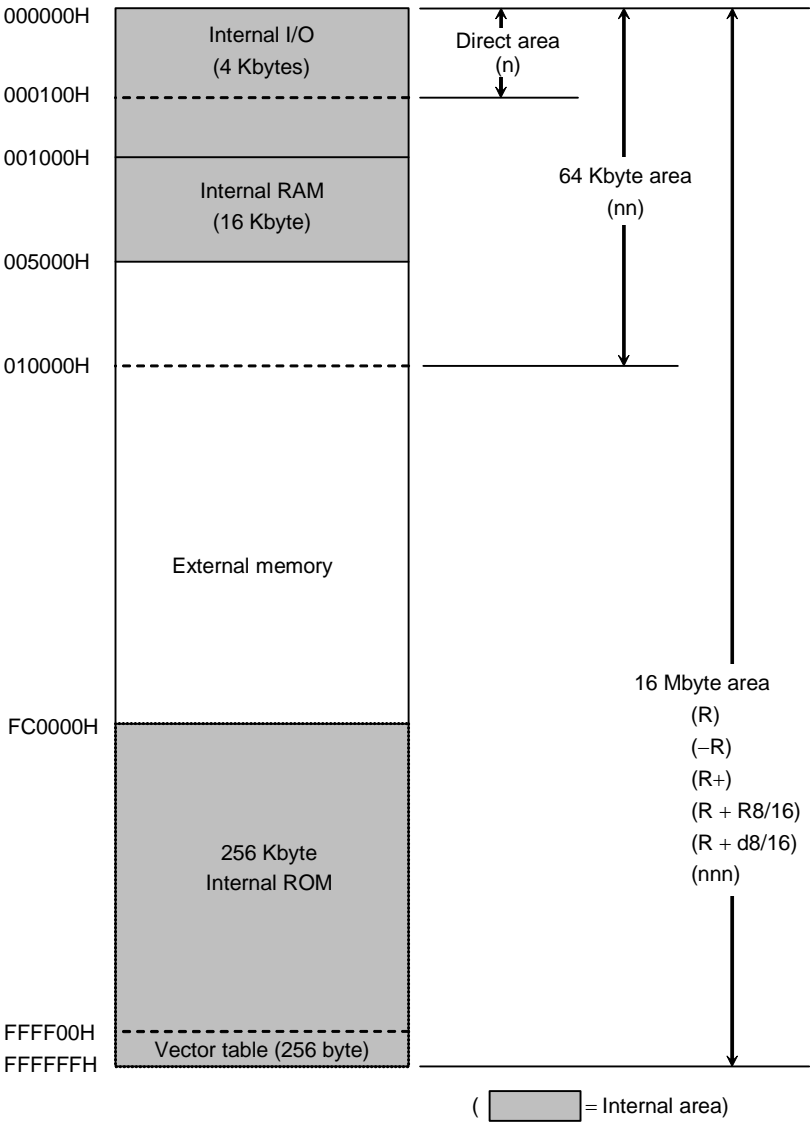 000000H
Internal I/O
(4 Kbytes)
Direct area
(n)
000100H
001000H
Internal RAM
(16 Kbyte)
64 Kbyte area
(nn)
005000H
010000H
External memory
16 Mbyte area
(R)
(−R)
(R+)
(R + R8/16)
(R + d8/16)
(nnn)
FC0000H
256 Kbyte
Internal ROM
FFFF00H
Vector table (256 byte)
FFFFFFH
( = Internal area)